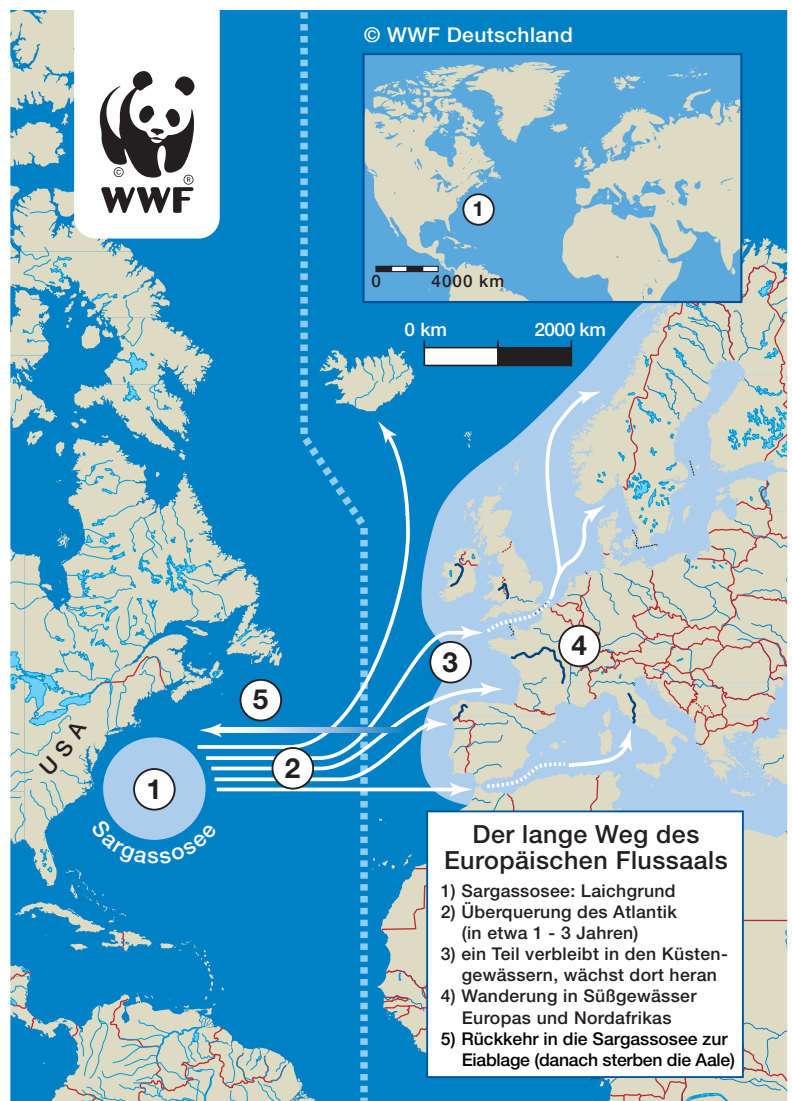 © WWF Deutschland
©
®
WWF
1
0 4000 km
0 km 2000 km
3
4
5
USA
2
1
Sargassosee
Der lange Weg des
Europäischen Flussaals
1) Sargassosee: Laichgrund
2) Überquerung des Atlantik
(in etwa 1 - 3 Jahren)
3) ein Teil verbleibt in den Küsten-
gewässern, wächst dort heran
4) Wanderung in Süßgewässer
Europas und Nordafrikas
5) Rückkehr in die Sargassosee zur
Eiablage (danach sterben die Aale)